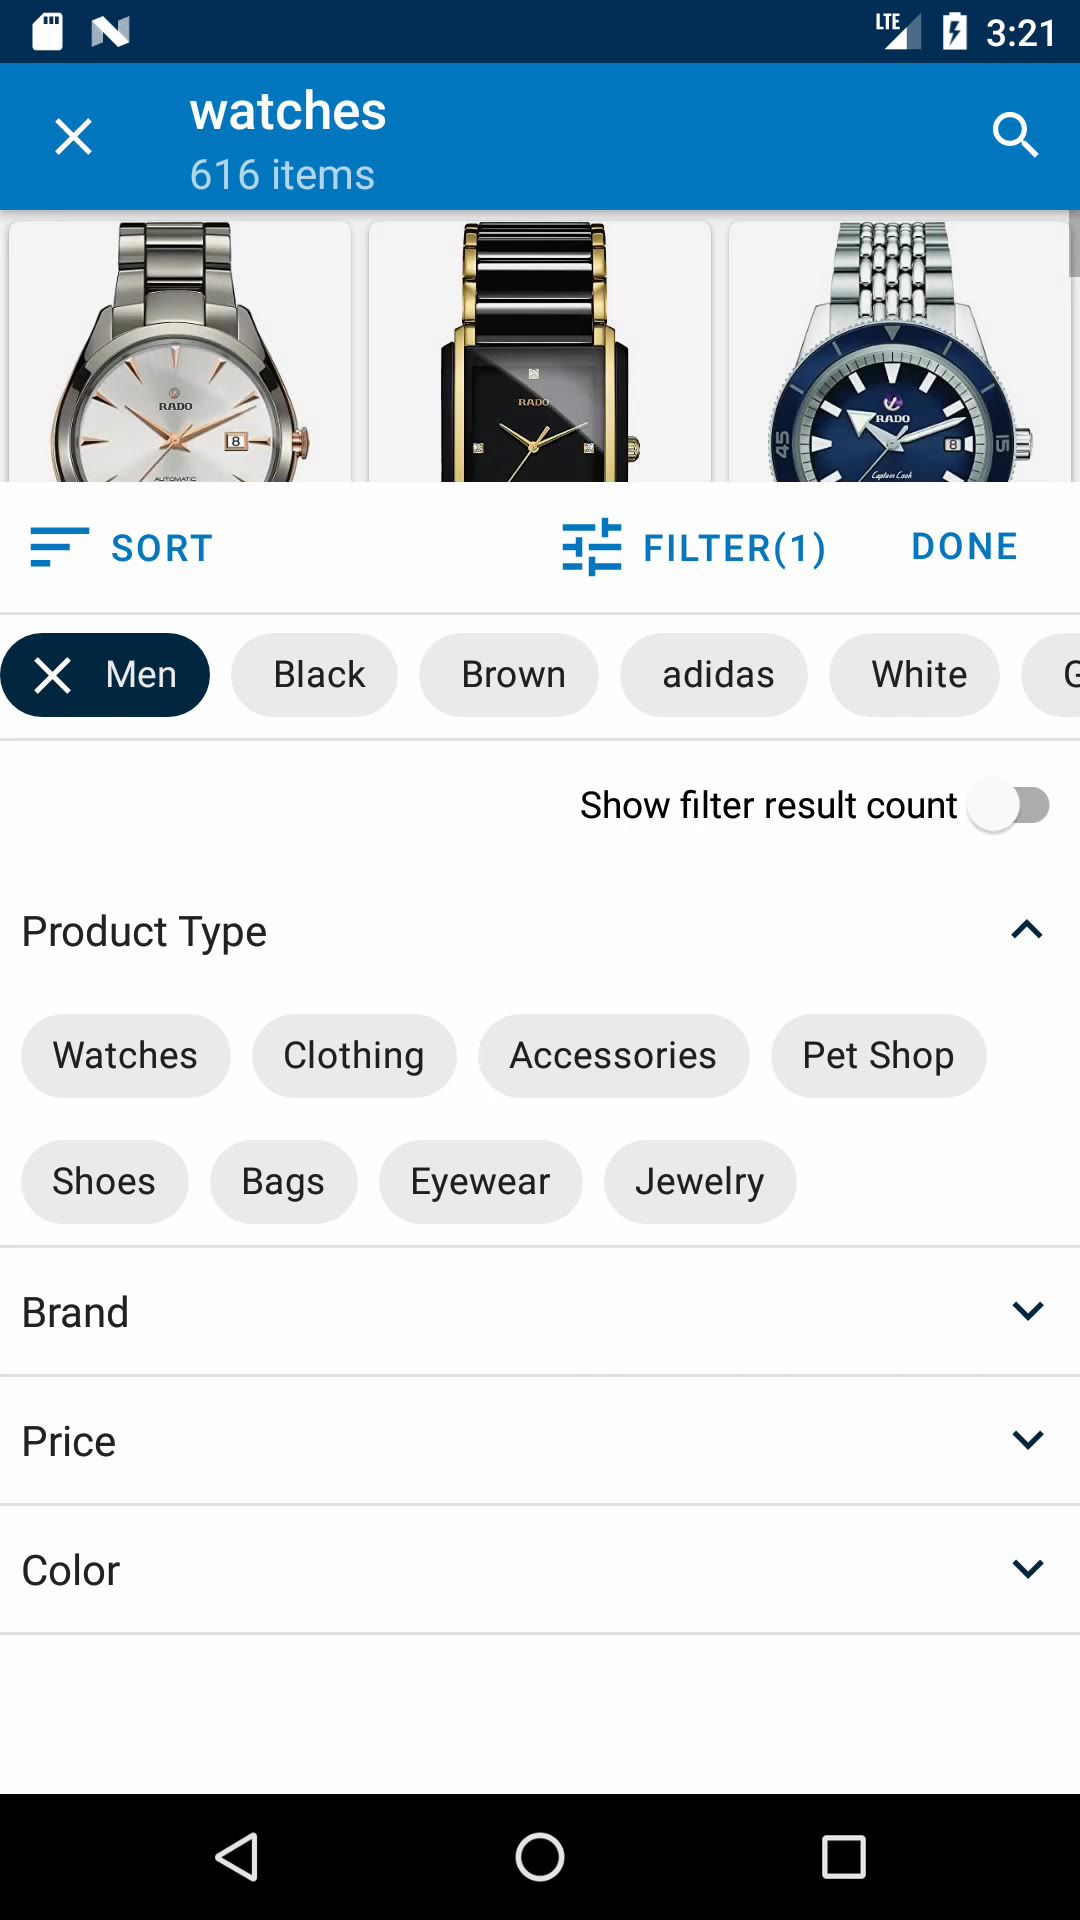 LTE 3:21
watches
616 items
RADO
8
AUTOMATIC
RADO
RADO
45
8
15
Captain Cook
SORT FILTER(1) DONE
Men Black Brown adidas White G
Show filter result count
Product Type
Watches Clothing Accessories Pet Shop
Shoes Bags Eyewear Jewelry
Brand
Price
Color